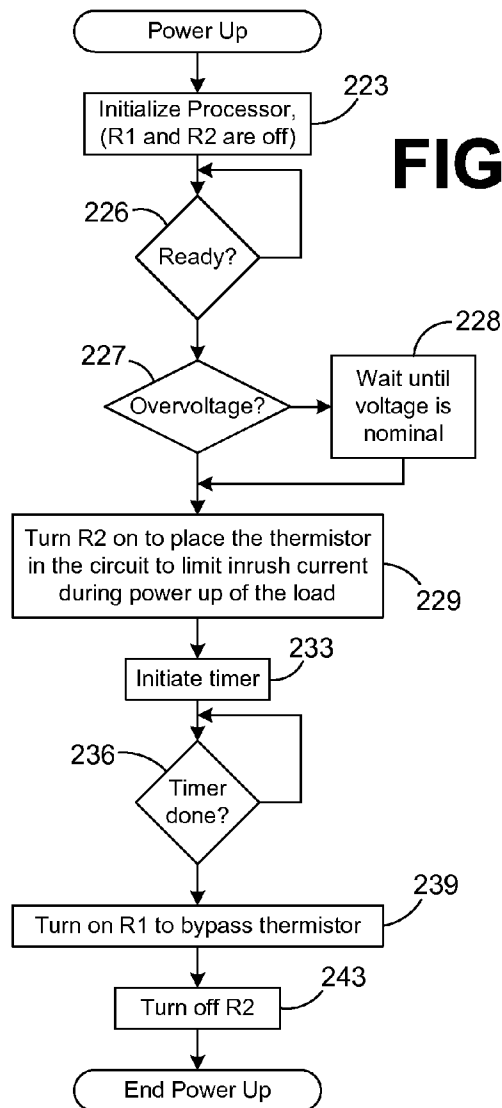 Power Up
223
Initialize Processor,
(R1 and R2 are off)
FIG
226
Ready?
227
Overvoltage?
228
Wait until
voltage is
nominal
Turn R2 on to place the thermistor
in the circuit to limit inrush current
during power up of the load
229
233
Initiate timer
236
Timer
done?
239
Turn on R1 to bypass thermistor
243
Turn off R2
End Power Up